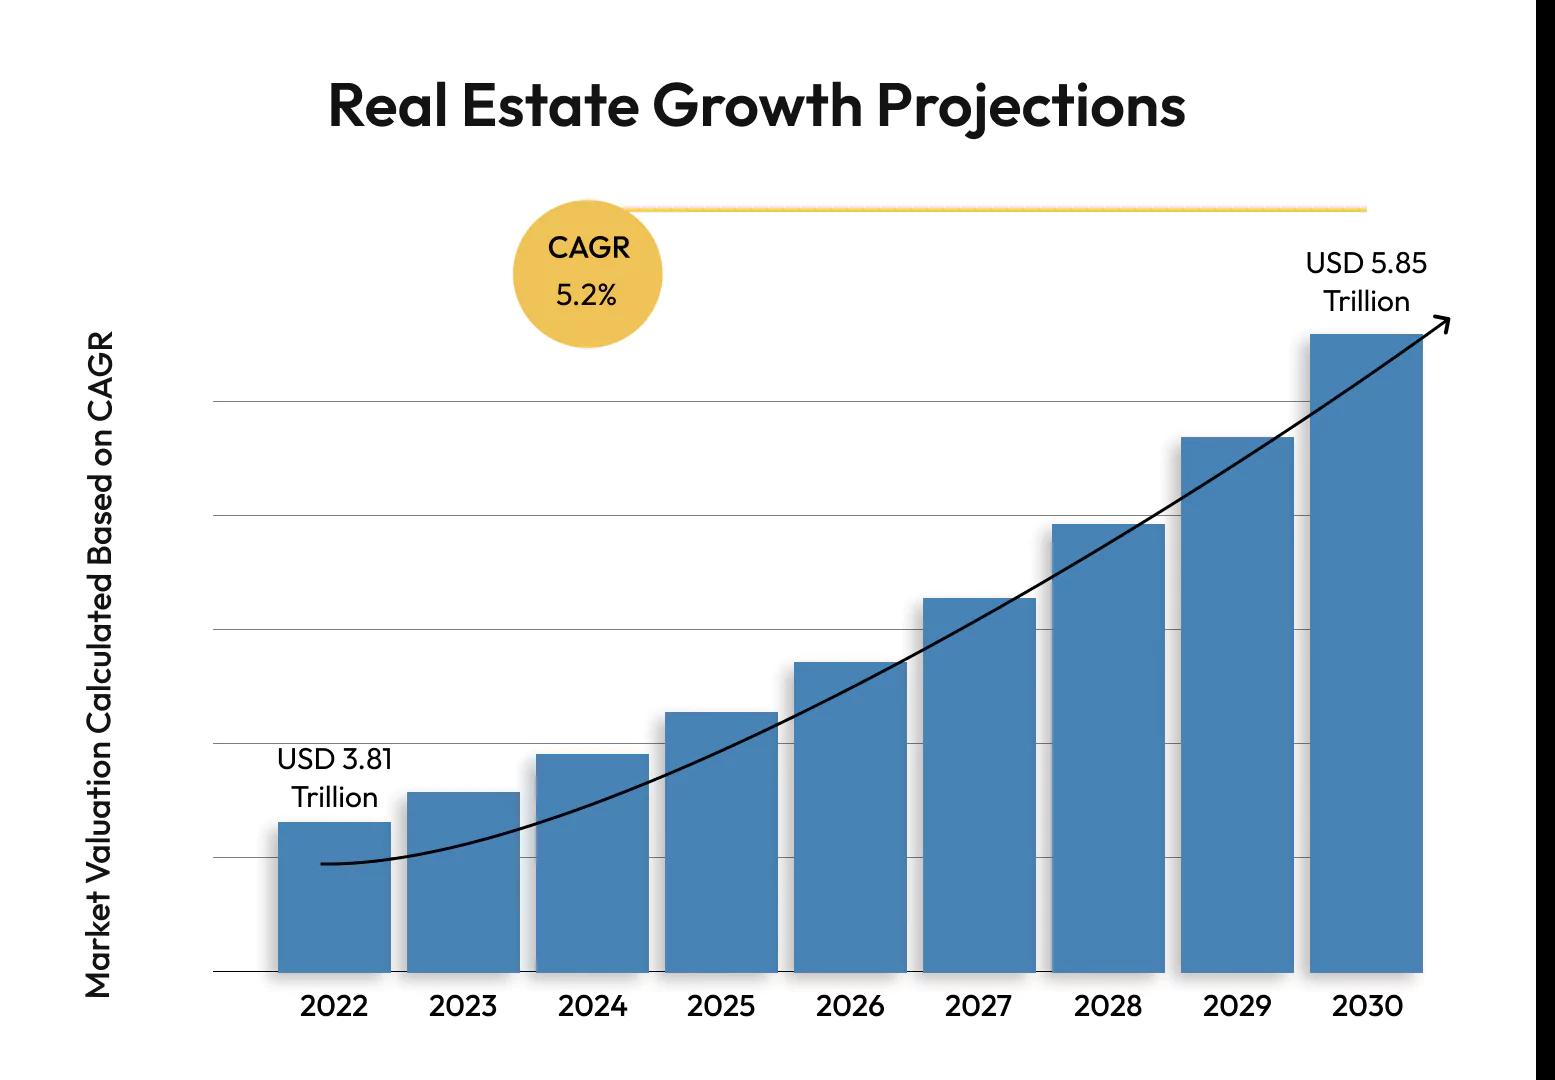 Real Estate Growth Projections
CAGR
5.2%
USD 5.85
Trillion
Market Valuation Calculated Based on CAGR
USD 3.81
Trillion
2022 2023 2024 2025 2026 2027 2028 2029 2030